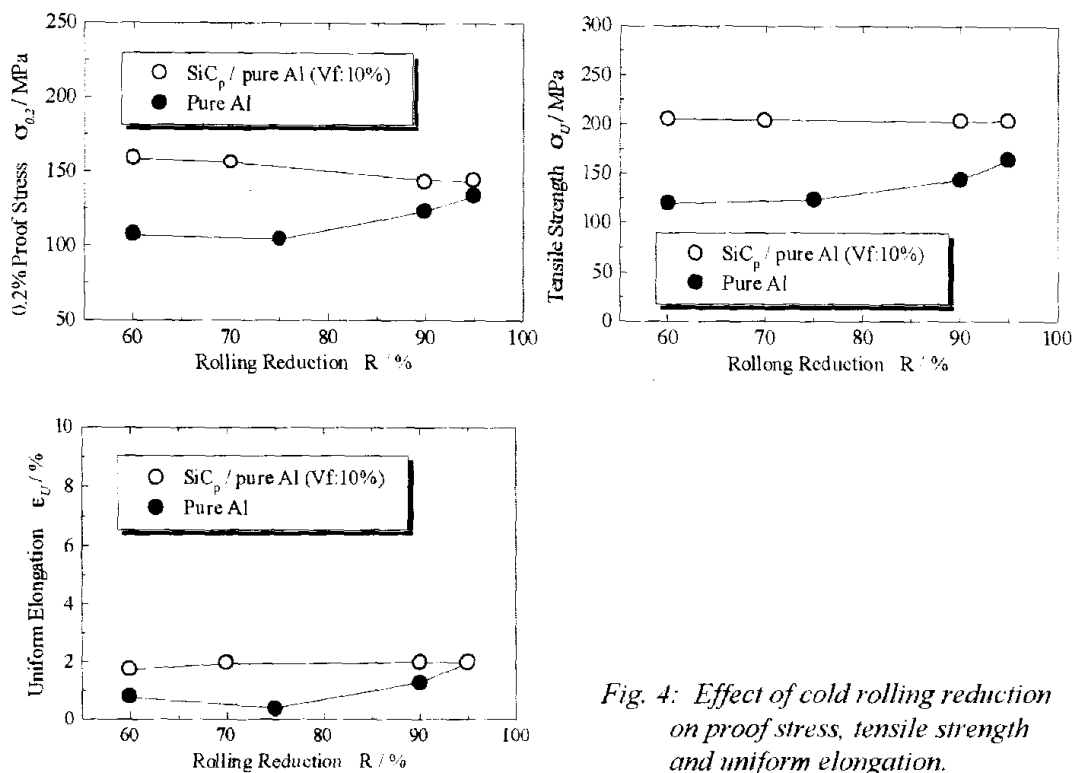 250
200
150
100
50
0.2% Proof Stress σ0.2 / MPa
SiCp / pure Al (Vf:10%)
Pure Al
60 70 80 90 100
Rolling Reduction R / %
300
250
200
150
100
50
0
Tensile Strength σU / MPa
SiCp / pure Al (Vf:10%)
Pure Al
60 70 80 90 100
Rollong Reduction R / %
10
8
6
4
2
0
Uniform Elongation εU / %
SiCp / pure Al (Vf:10%)
Pure Al
60 70 80 90 100
Rolling Reduction R / %
Fig. 4: Effect of cold rolling reduction
on proof stress, tensile strength
and uniform elongation.